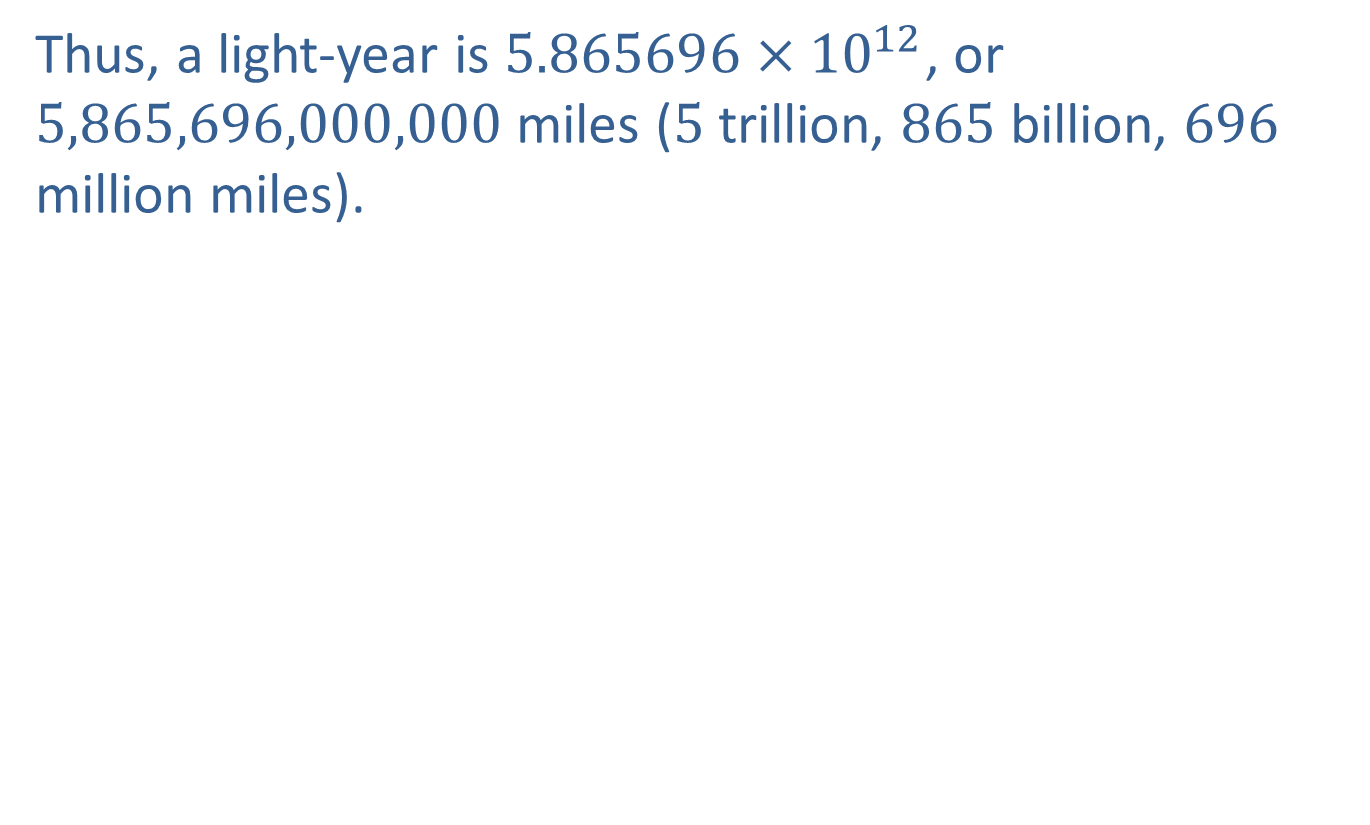 Thus, a light-year is 5.865696 × 10¹², or
5,865,696,000,000 miles (5 trillion, 865 billion, 696
million miles).